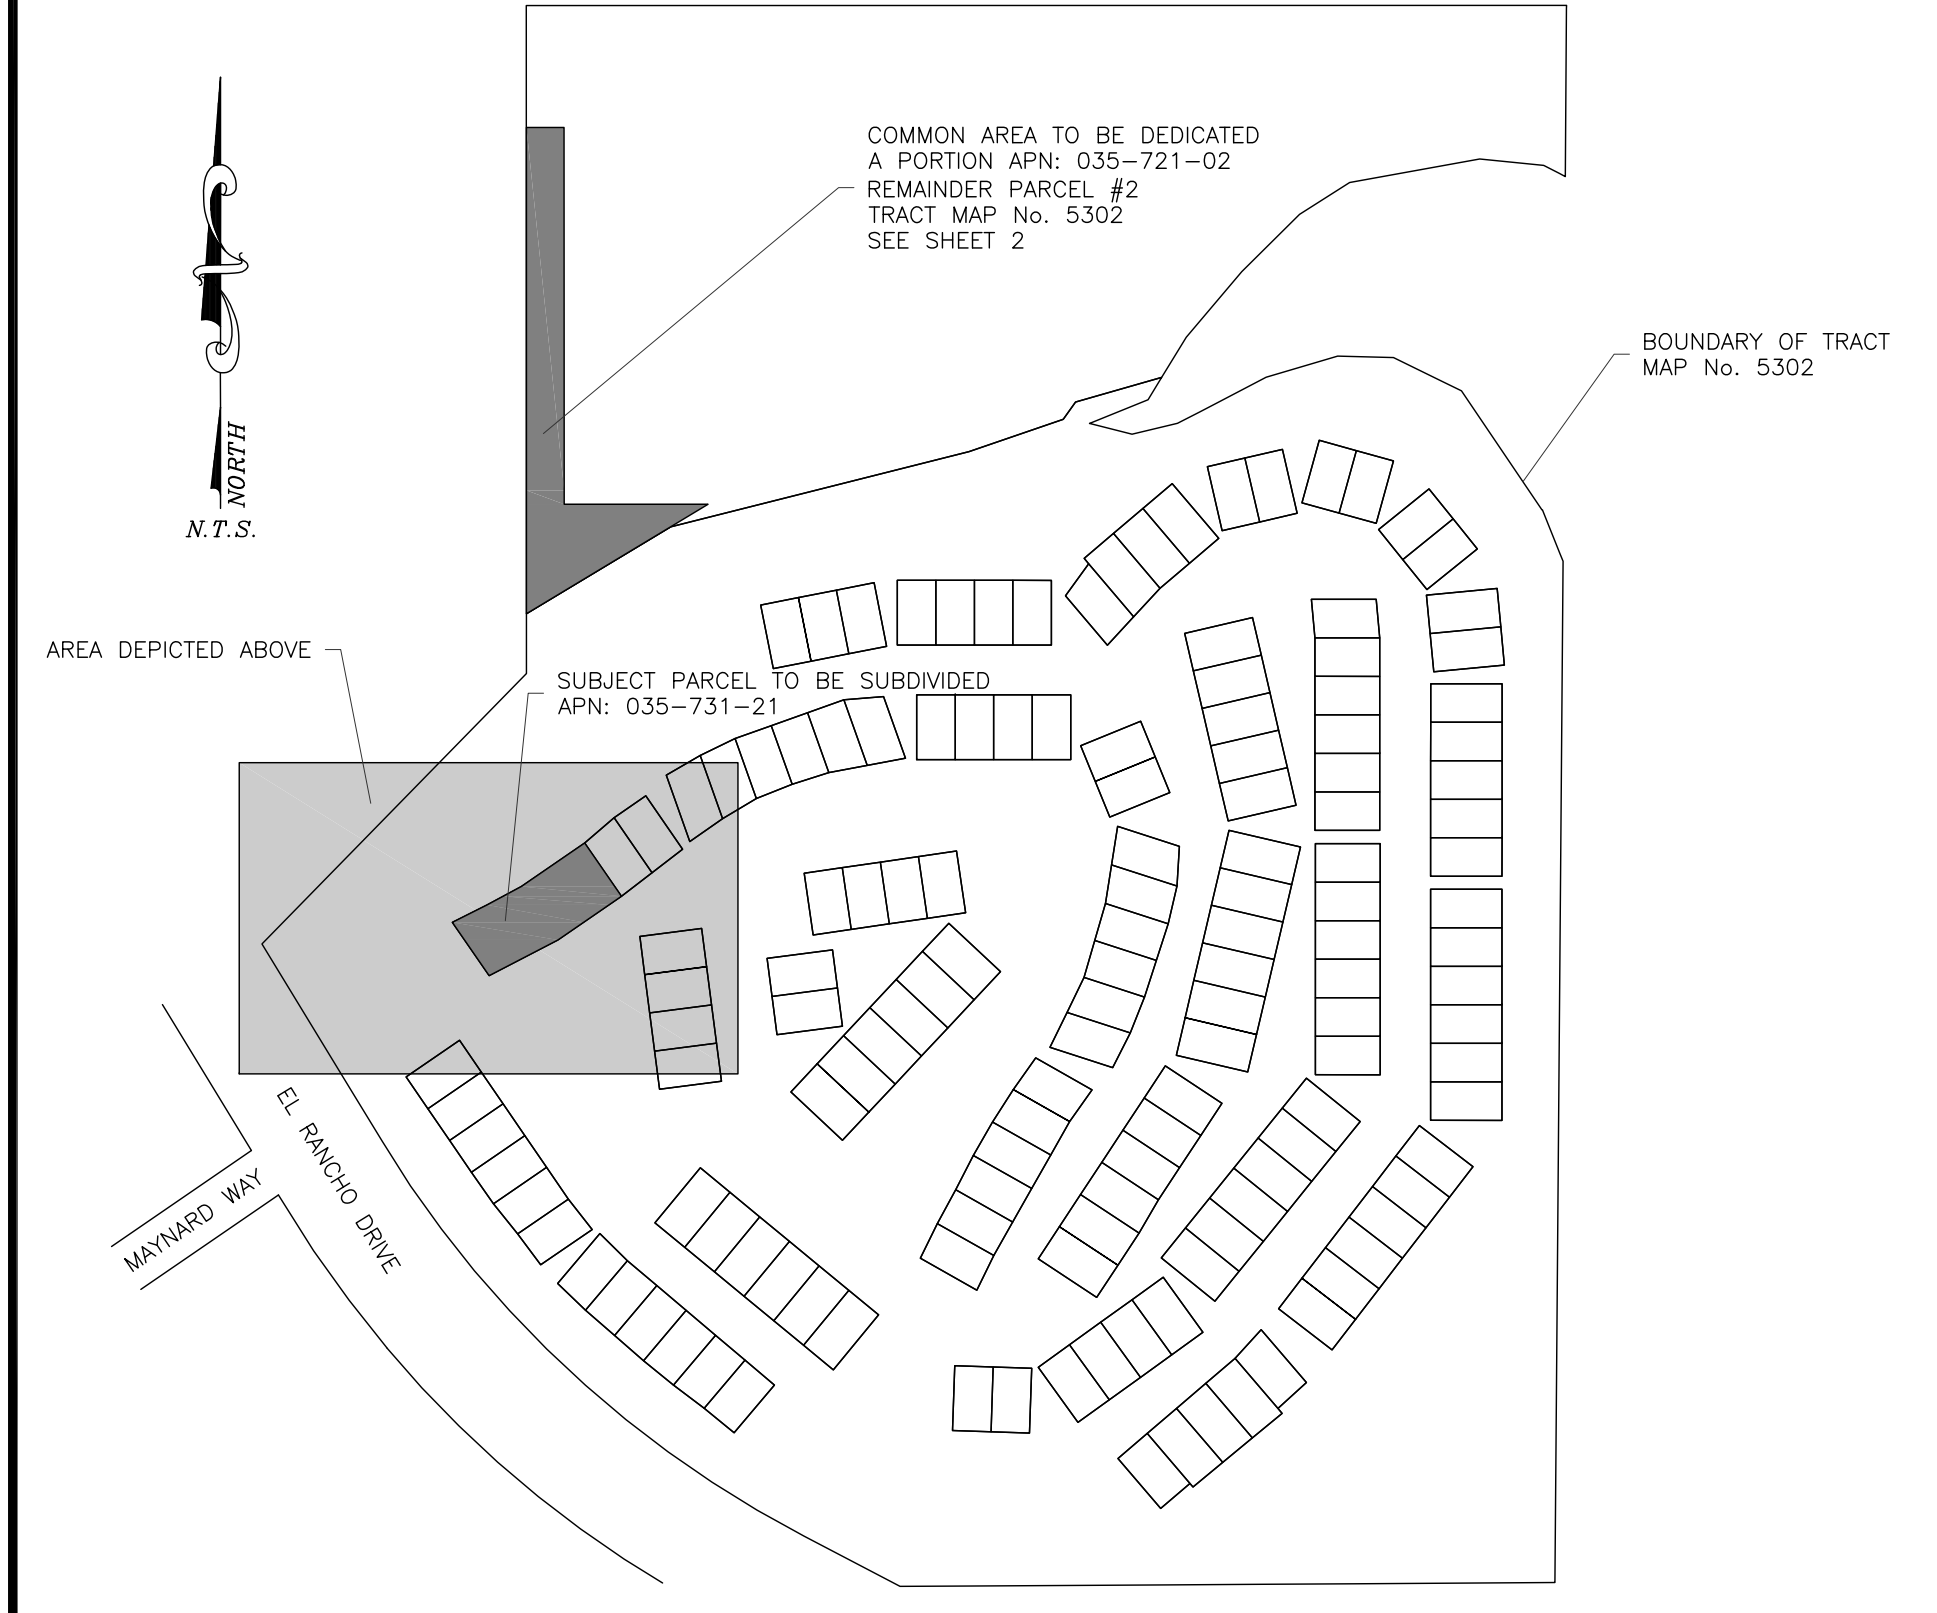 COMMON AREA TO BE DEDICATED
A PORTION APN: 035-721-02
REMAINDER PARCEL #2
TRACT MAP No. 5302
SEE SHEET 2
BOUNDARY OF TRACT
MAP No. 5302
NORTH
N.T.S.
AREA DEPICTED ABOVE
SUBJECT PARCEL TO BE SUBDIVIDED
APN: 035-731-21
EL RANCHO DRIVE
MAYNARD WAY